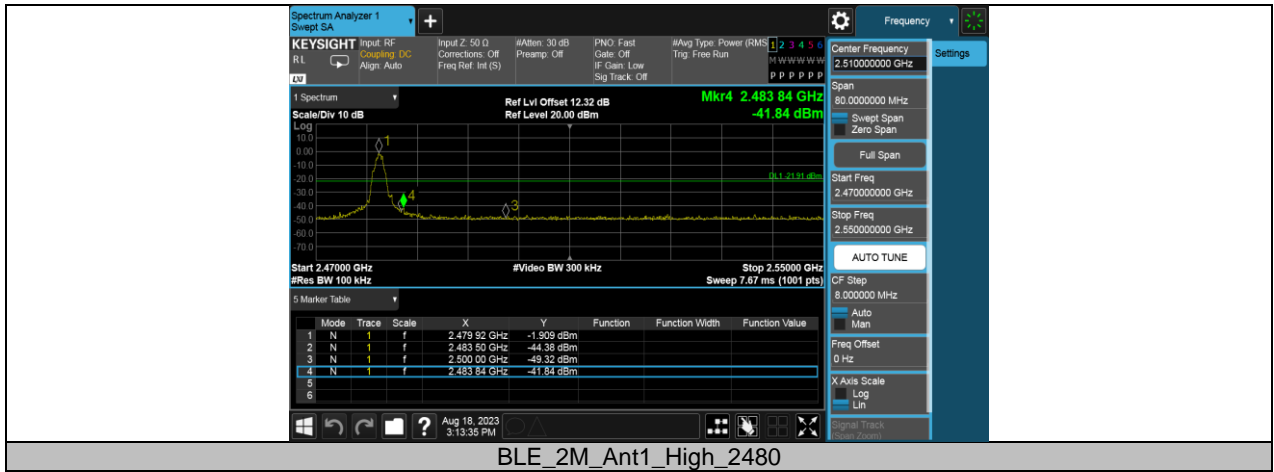 Spectrum Analyzer 1
Swept SA
+
Frequency
KEYSIGHT
RL
LXI
Input: RF
Coupling: DC
Align: Auto
Input Z: 50 Ω
Corrections: Off
Freq Ref: Int (S)
#Atten: 30 dB
Preamp: Off
PNO: Fast
Gate: Off
IF Gain: Low
Sig Track: Off
#Avg Type: Power (RMS
Trig: Free Run
1 2 3 4 5 6
M W W W W W
P P P P P P
1 Spectrum
Scale/Div 10 dB
Ref Lvl Offset 12.32 dB
Ref Level 20.00 dBm
Mkr4 2.483 84 GHz
-41.84 dBm
Log
10.0
0.00
-10.0
-20.0
-30.0
-40.0
-50.0
-60.0
-70.0
1
4
3
DL1 -21.91 dBm
Start 2.47000 GHz
#Res BW 100 kHz
#Video BW 300 kHz
Stop 2.55000 GHz
Sweep 7.67 ms (1001 pts)
5 Marker Table
Mode Trace Scale X Y Function Function Width Function Value
1 N 1 f 2.479 92 GHz -1.909 dBm
2 N 1 f 2.483 50 GHz -44.38 dBm
3 N 1 f 2.500 00 GHz -49.32 dBm
4 N 1 f 2.483 84 GHz -41.84 dBm
5
6
?
Aug 18, 2023
3:13:35 PM
Center Frequency
2.510000000 GHz
Settings
Span
80.0000000 MHz
Swept Span
Zero Span
Full Span
Start Freq
2.470000000 GHz
Stop Freq
2.550000000 GHz
AUTO TUNE
CF Step
8.000000 MHz
Auto
Man
Freq Offset
0 Hz
X Axis Scale
Log
Lin
Signal Track
(Span Zoom)
BLE_2M_Ant1_High_2480